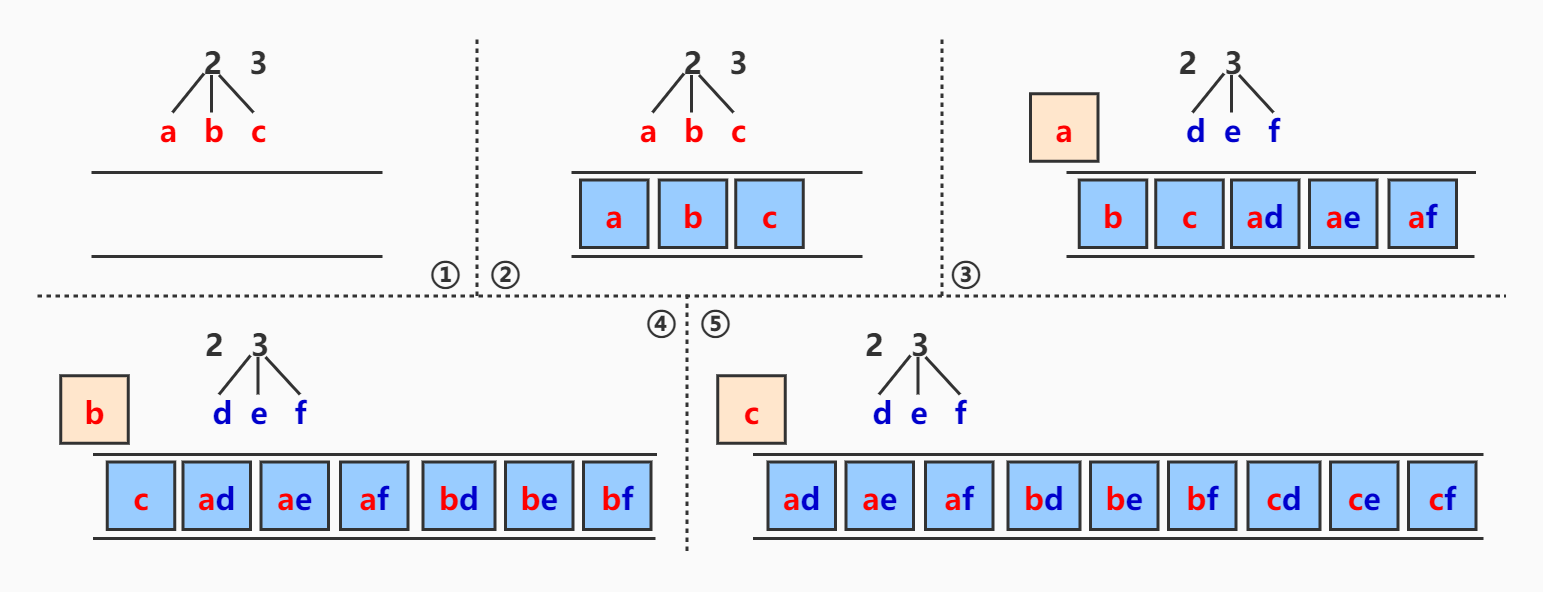 2 3
a b c
①
2 3
a b c
a b c
②
2 3
a
d e f
b c ad ae af
③
④
2 3
b
d e f
c ad ae af bd be bf
⑤
2 3
c
d e f
ad ae af bd be bf cd ce cf